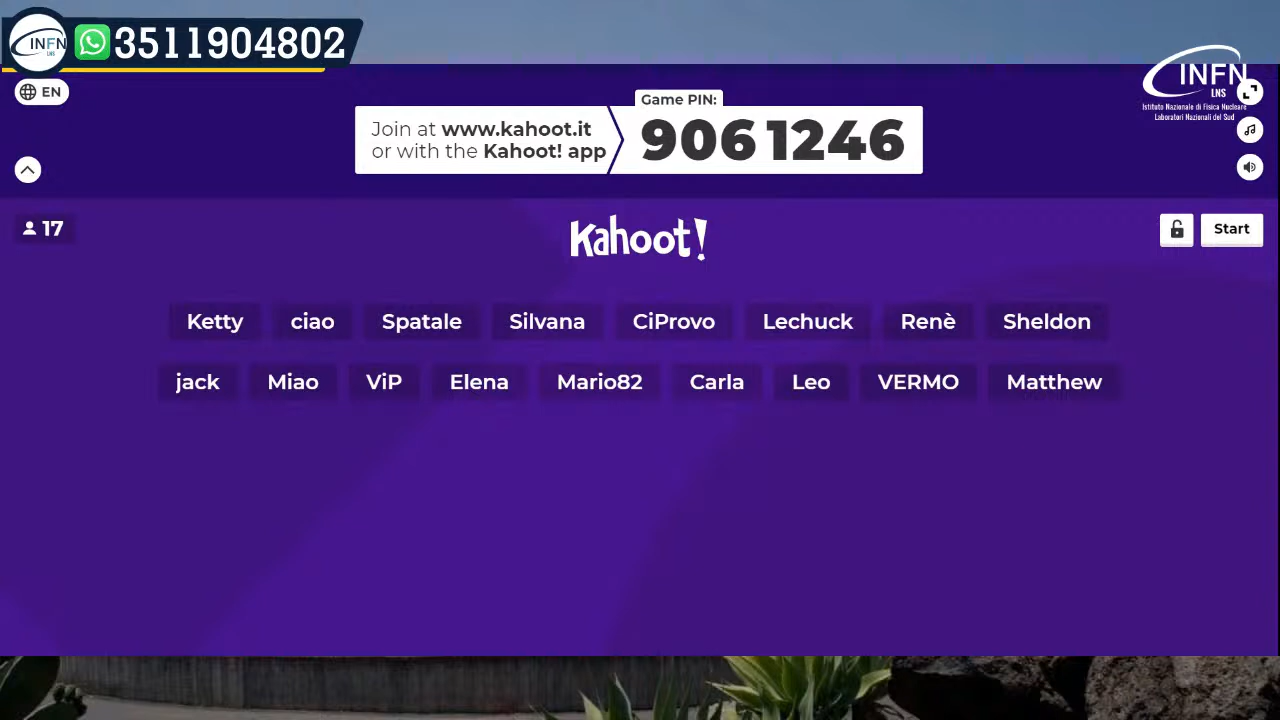 INFN
LNS
3511904802
INFN
LNS
Istituto Nazionale di Fisica Nucleare
Laboratori Nazionali del Sud
EN
Game PIN:
Join at www.kahoot.it
or with the Kahoot! app
906 1246
17
Kahoot!
Start
Ketty ciao Spatale Silvana CiProvo Lechuck Renè Sheldon
jack Miao ViP Elena Mario82 Carla Leo VERMO Matthew